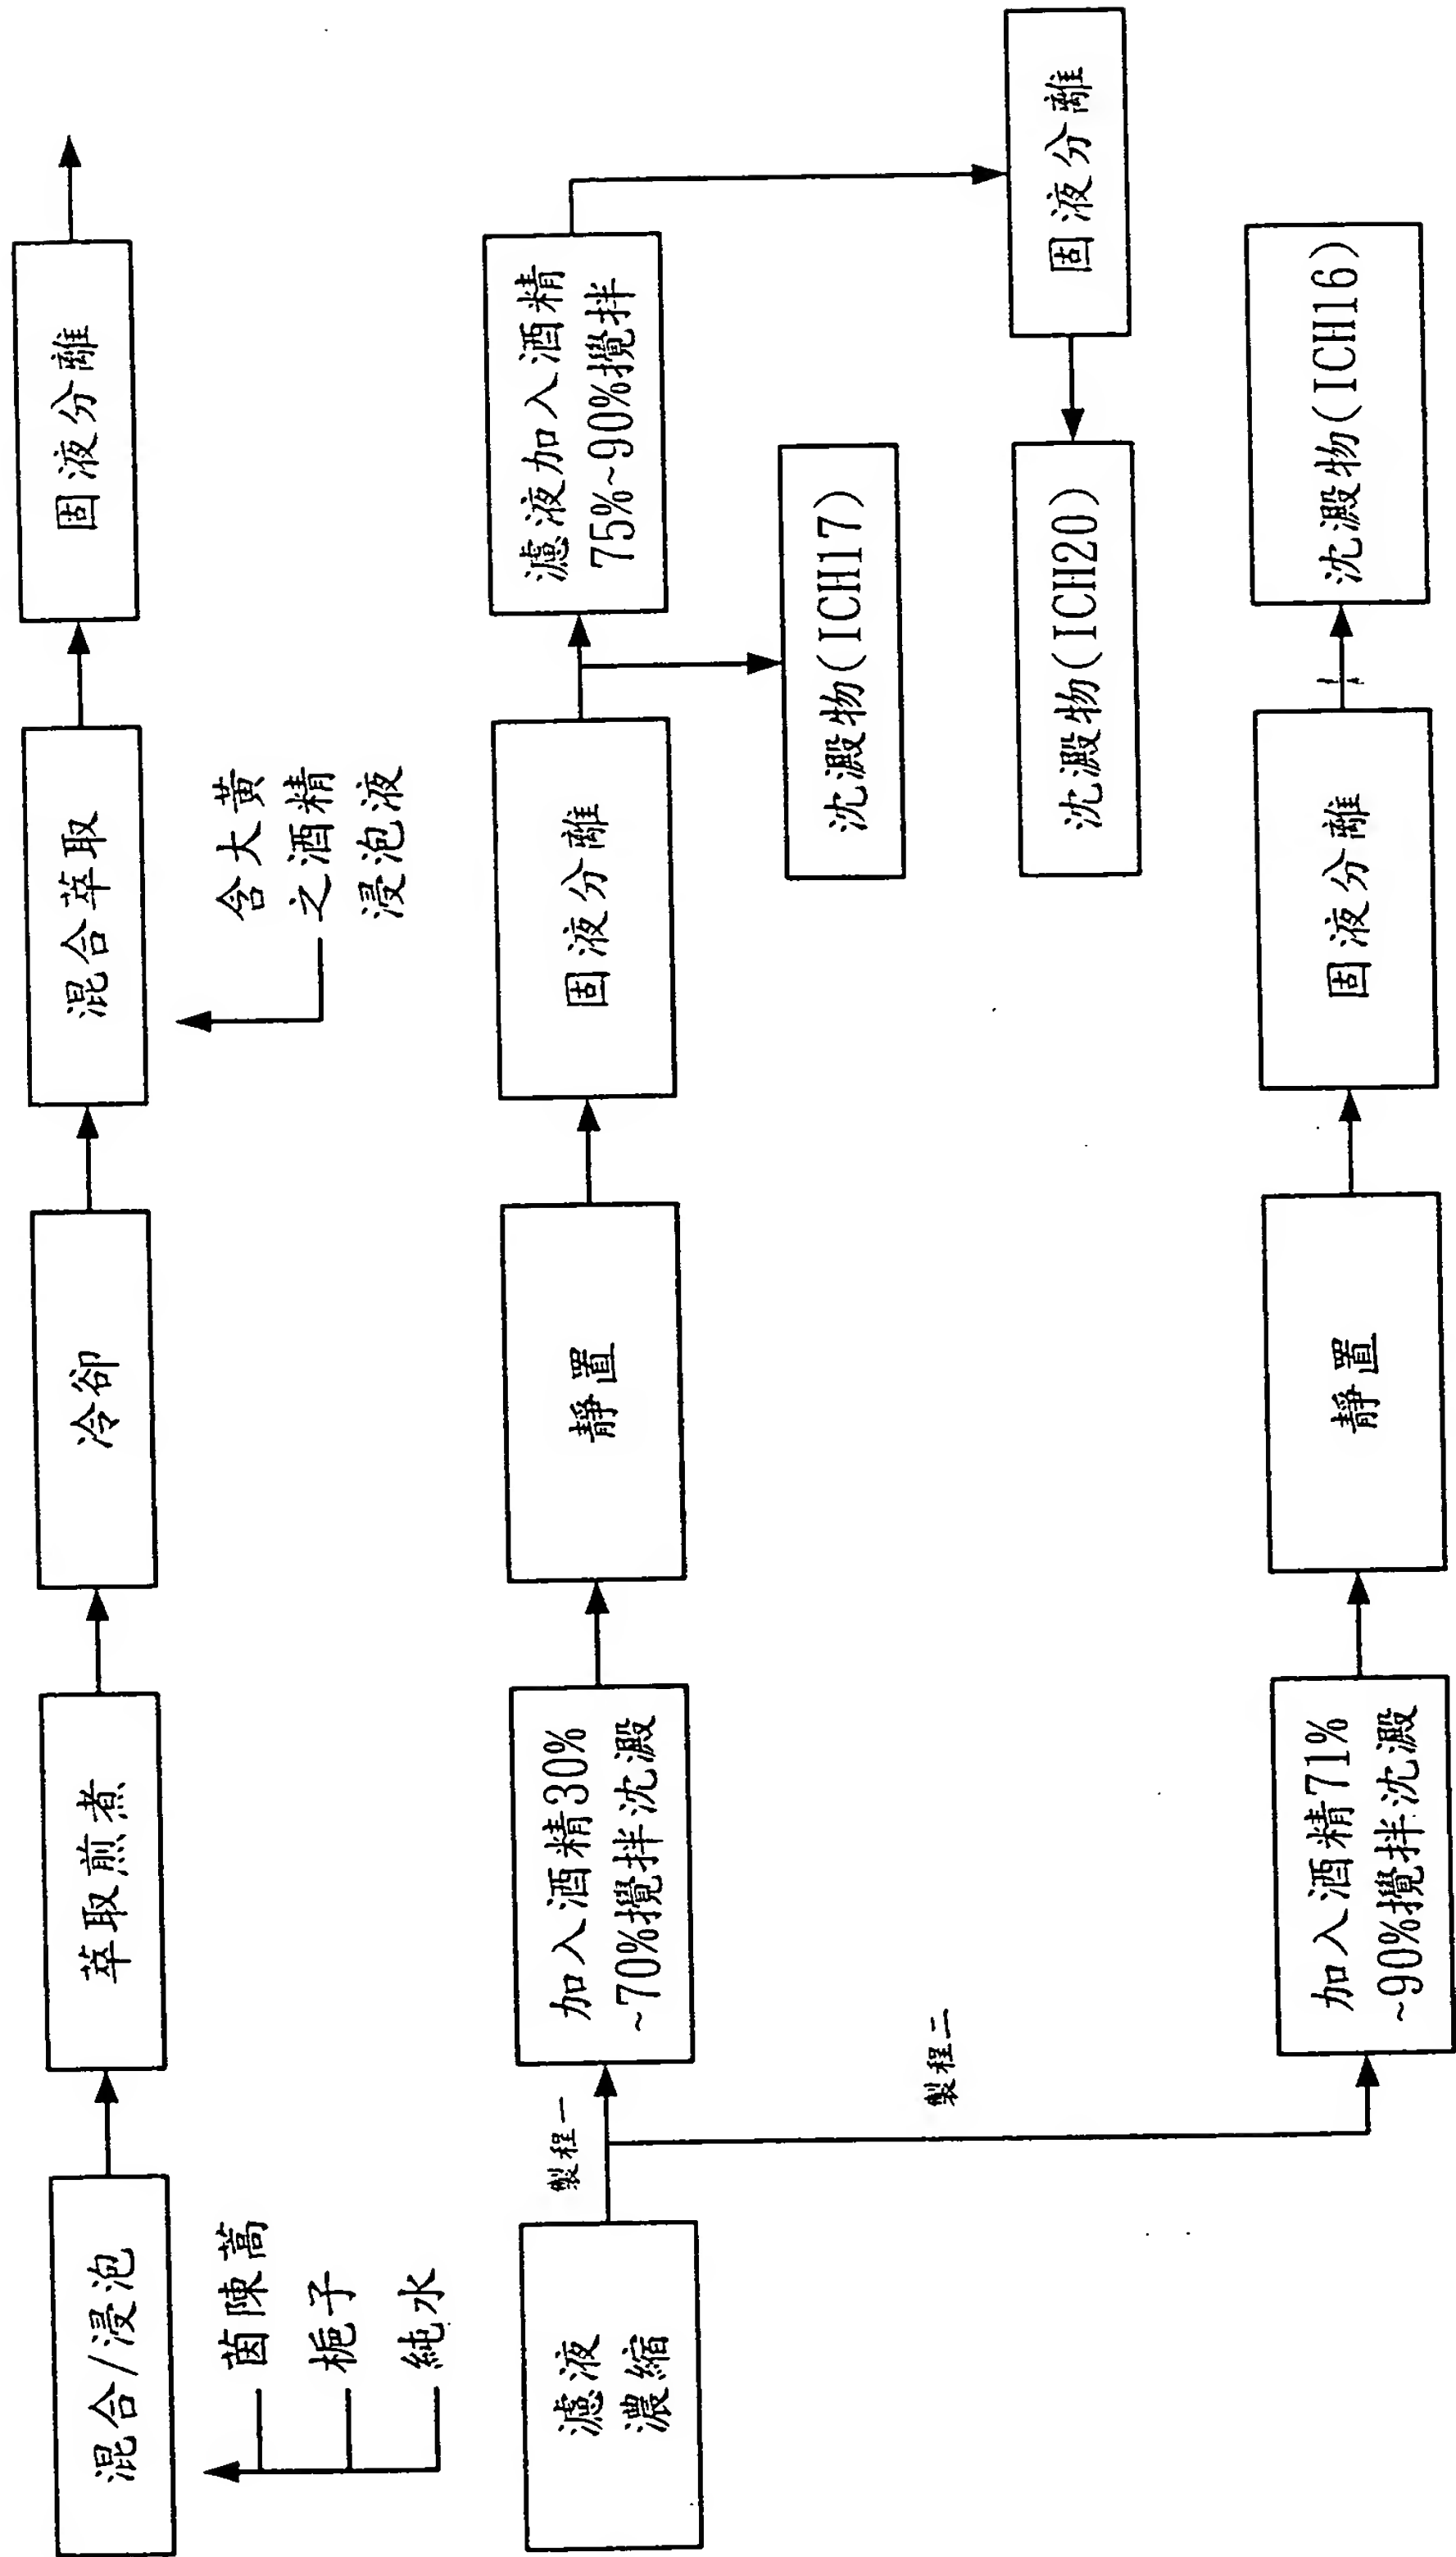 混合/浸泡
茵陳蒿
梔子
純水
萃取煎煮
冷卻
混合萃取
含大黃
之酒精
浸泡液
固液分離
濾液
濃縮
製程一
加入酒精30%
~70%攪拌沈澱
靜置
固液分離
濾液加入酒精
75%~90%攪拌
沈澱物(ICH17)
固液分離
沈澱物(ICH20)
製程二
加入酒精71%
~90%攪拌沈澱
靜置
固液分離
沈澱物(ICH16)